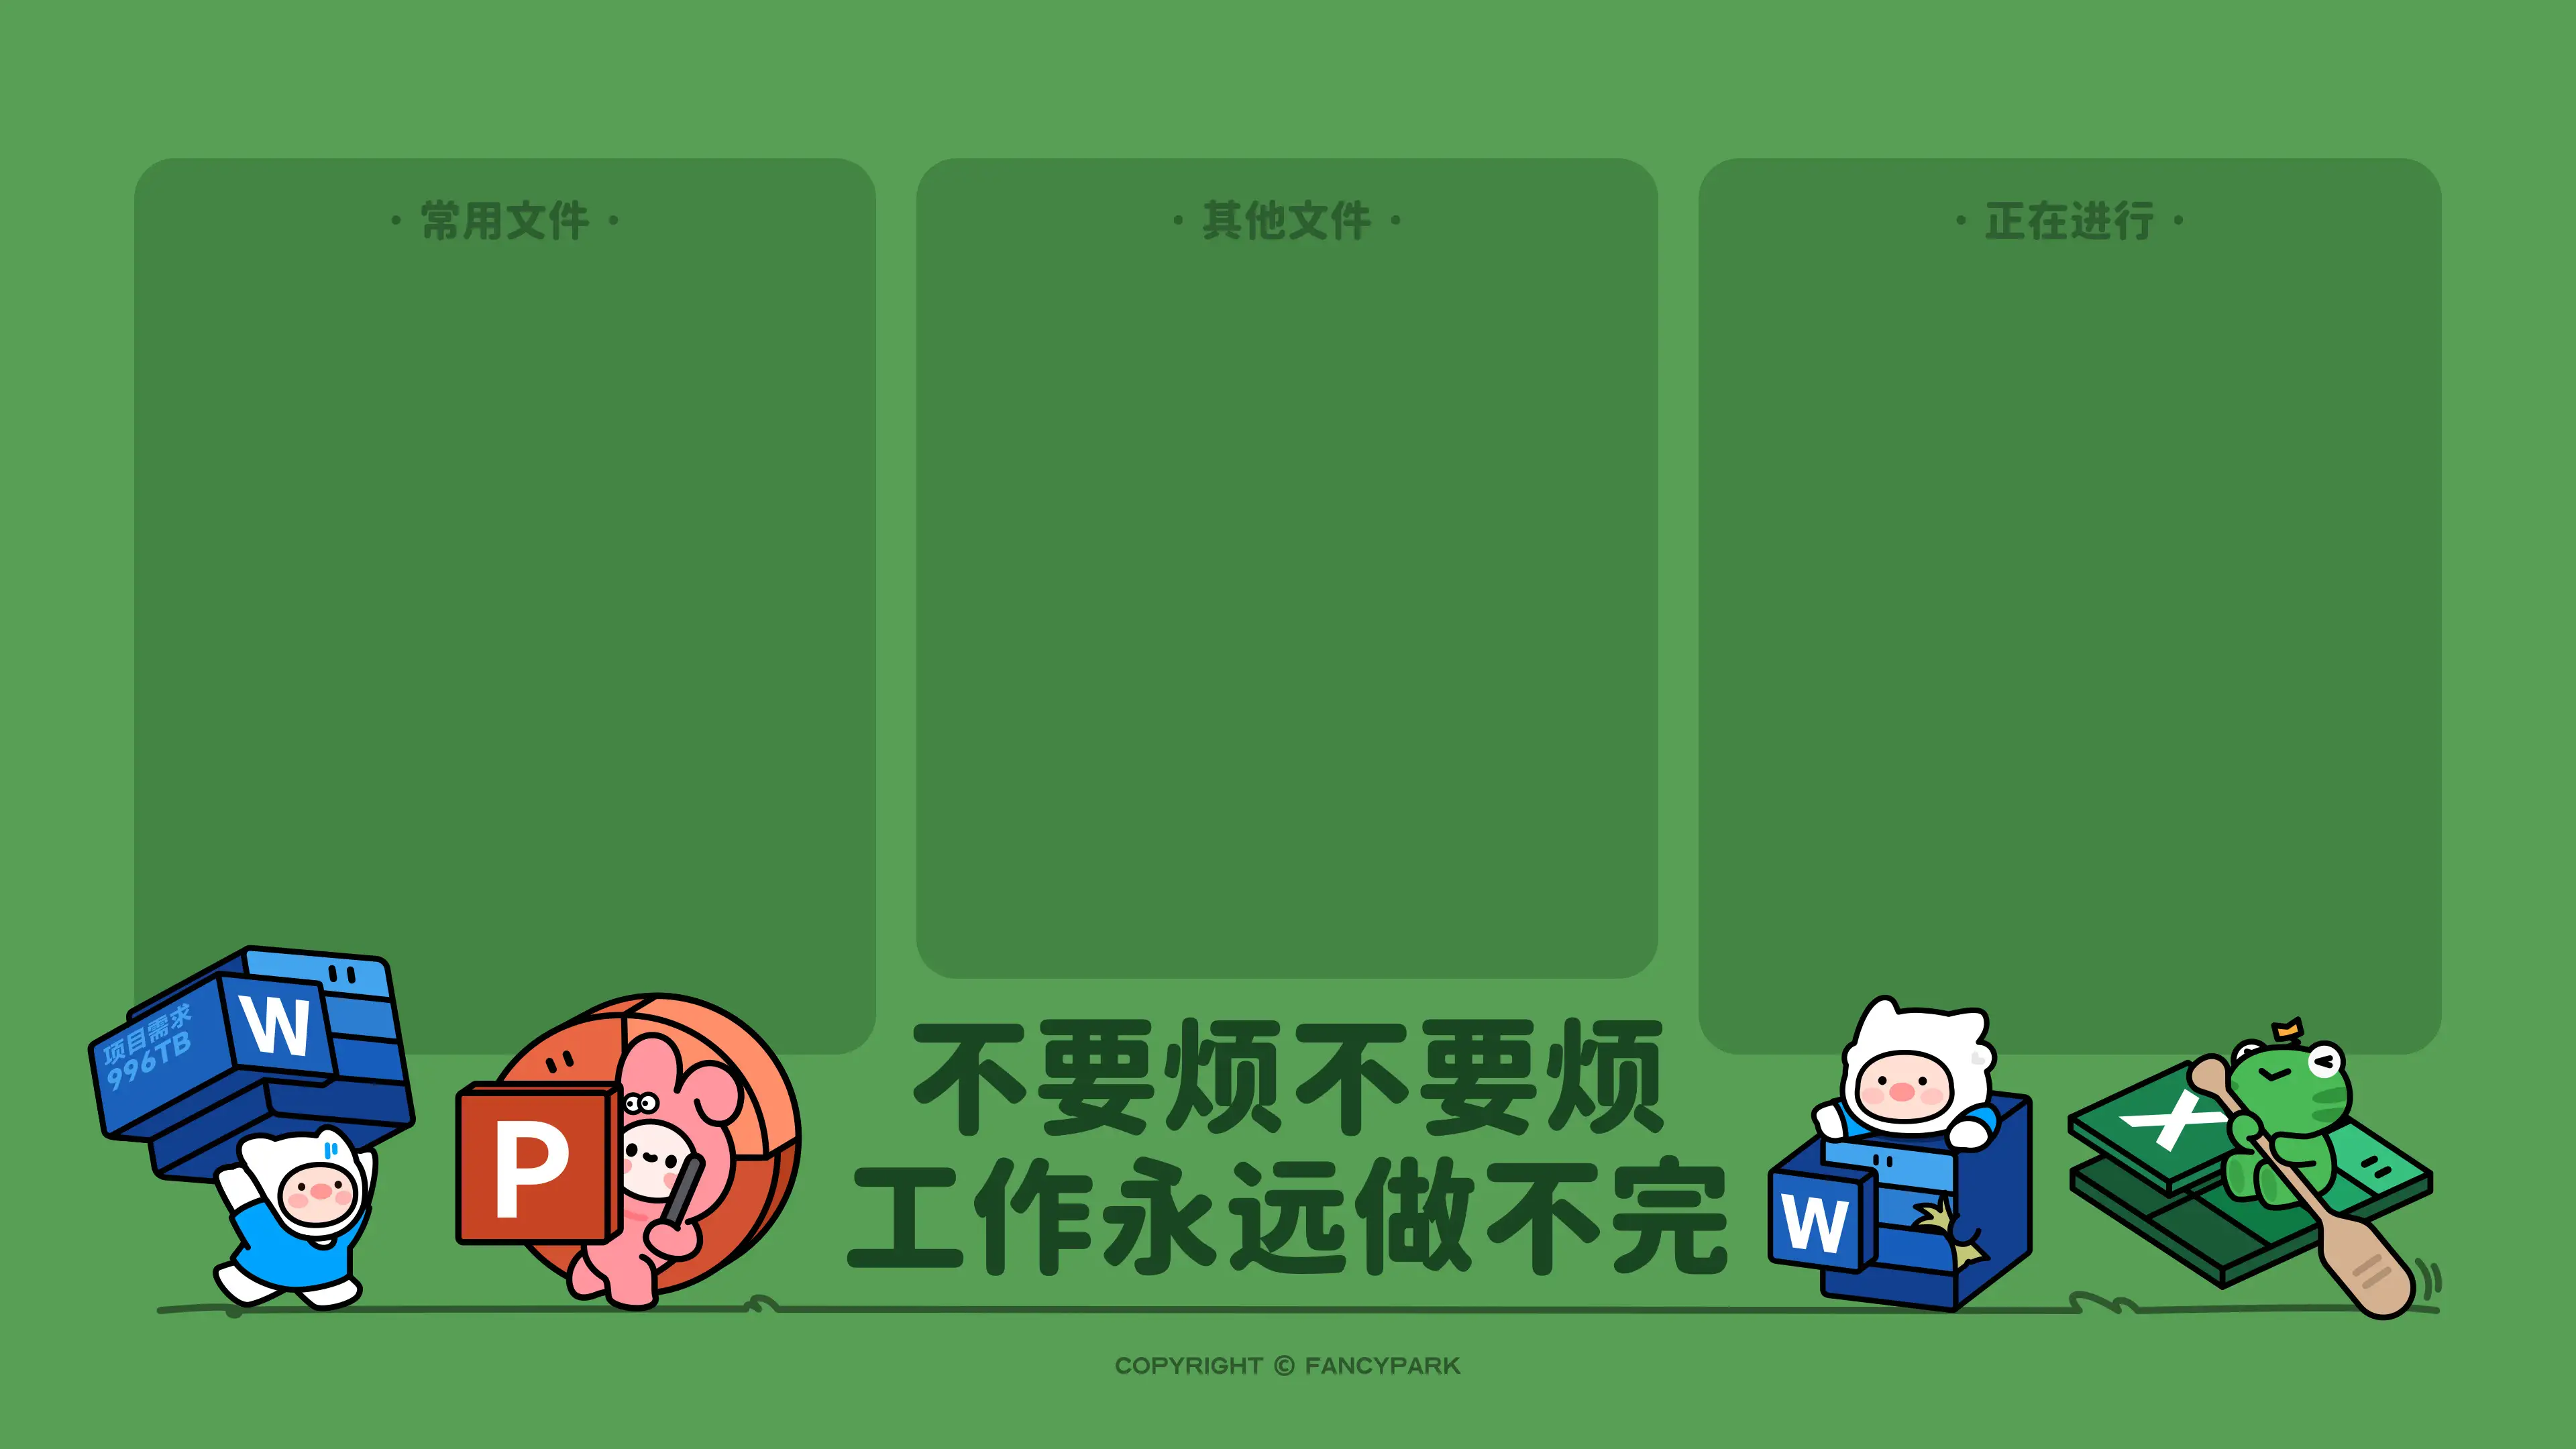 · 常用文件 ·
· 其他文件 ·
· 正在进行 ·
项目需求
996TB
W
P
不要烦不要烦
工作永远做不完
W
X
COPYRIGHT © FANCYPARK